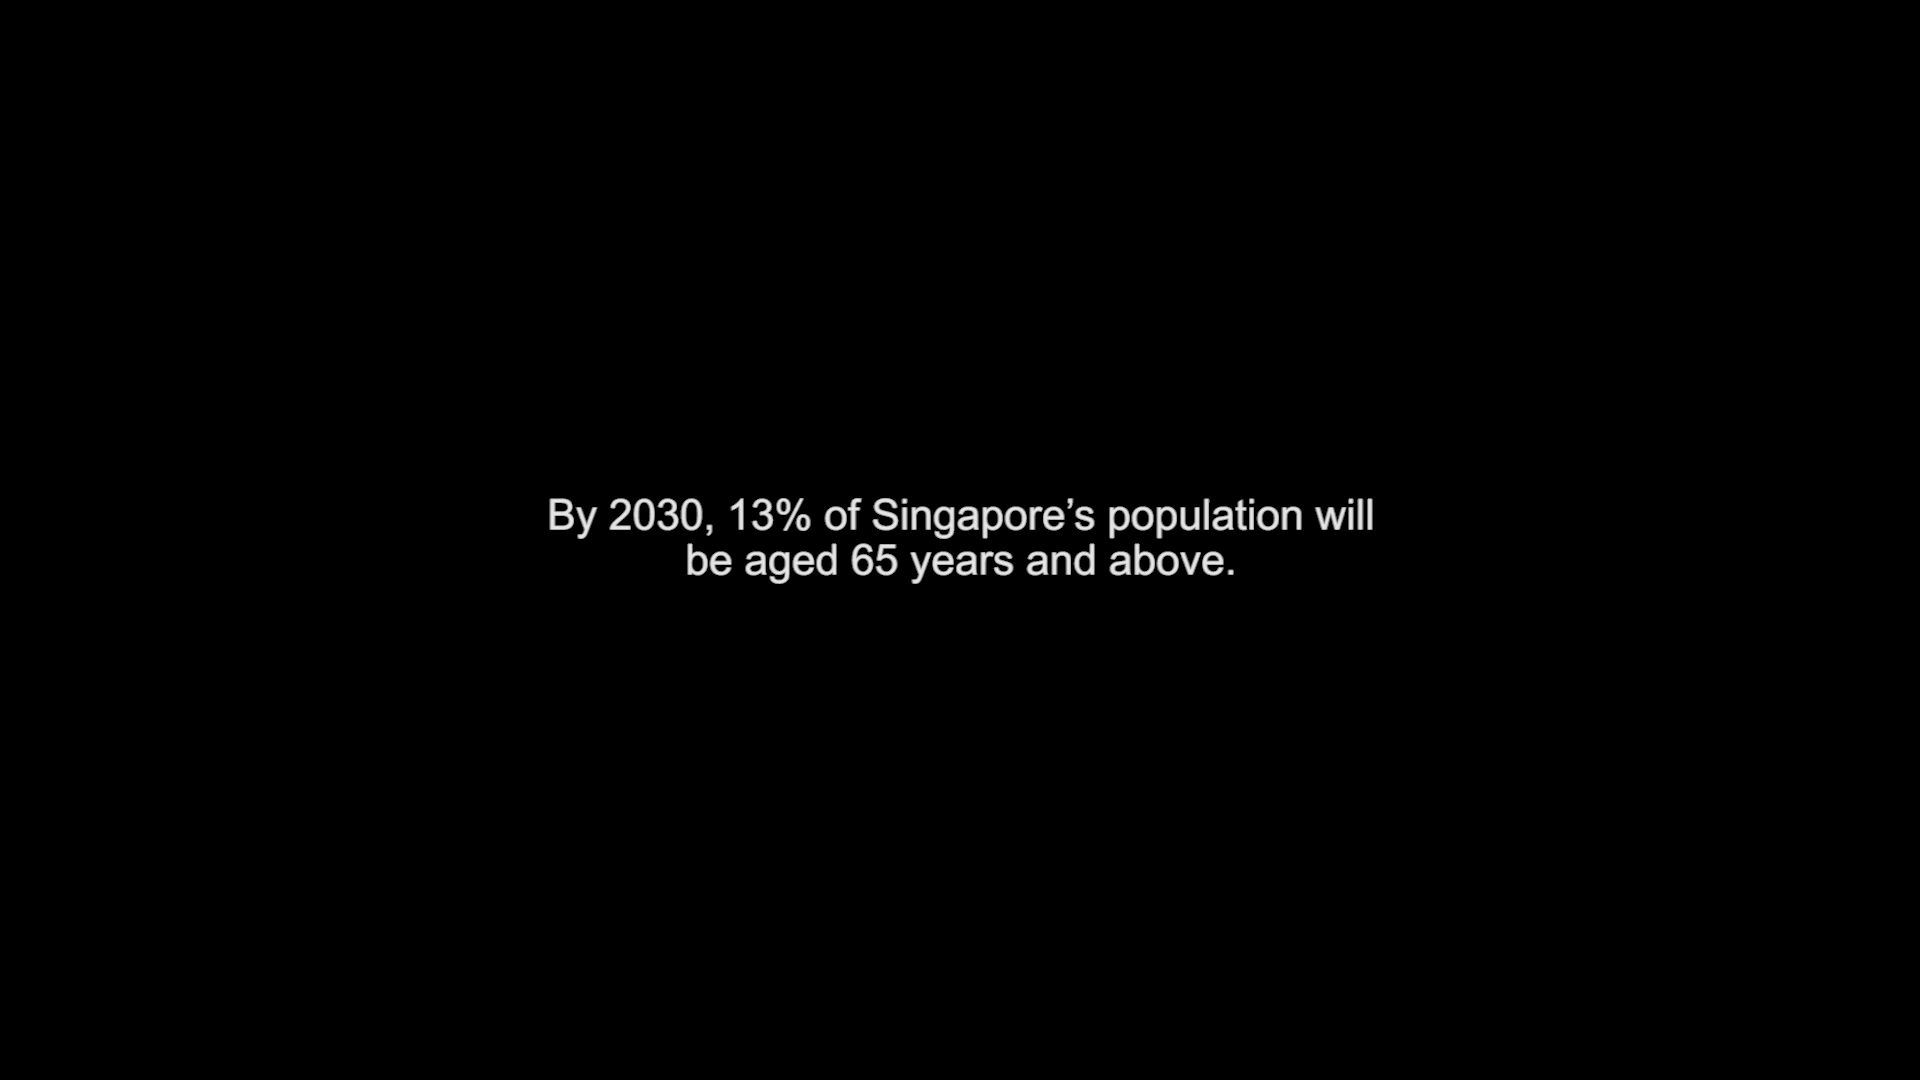 By 2030, 13% of Singapore’s population will
be aged 65 years and above.